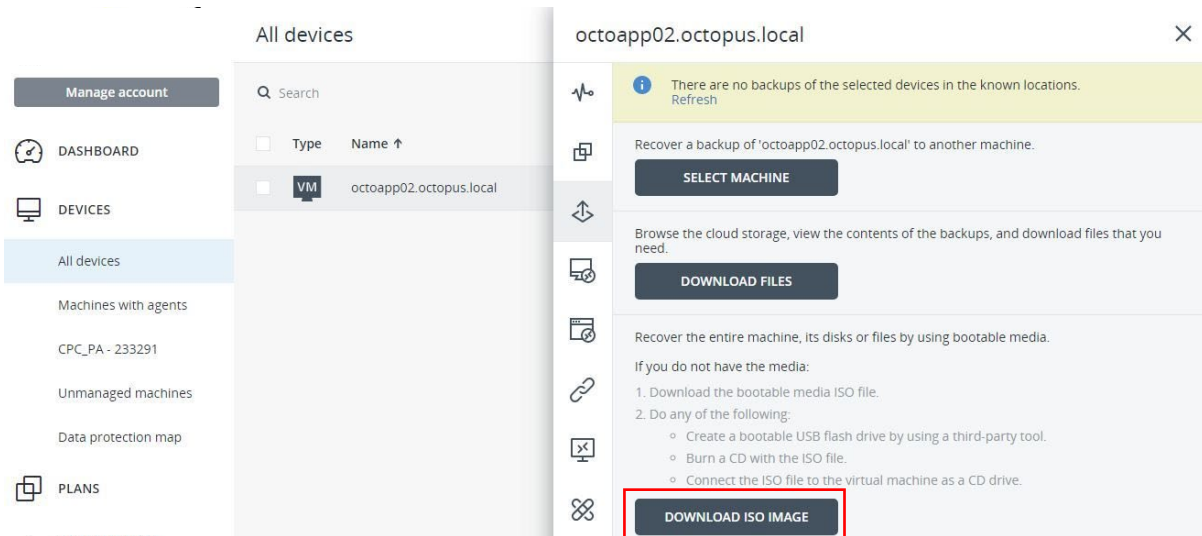 Manage account
DASHBOARD
DEVICES
All devices
Machines with agents
CPC_PA - 233291
Unmanaged machines
Data protection map
PLANS
All devices
Search
Type Name ↑
VM octoapp02.octopus.local
octoapp02.octopus.local
There are no backups of the selected devices in the known locations.
Refresh
Recover a backup of 'octoapp02.octopus.local' to another machine.
SELECT MACHINE
Browse the cloud storage, view the contents of the backups, and download files that you
need.
DOWNLOAD FILES
Recover the entire machine, its disks or files by using bootable media.
If you do not have the media:
1. Download the bootable media ISO file.
2. Do any of the following:
Create a bootable USB flash drive by using a third-party tool.
Burn a CD with the ISO file.
Connect the ISO file to the virtual machine as a CD drive.
DOWNLOAD ISO IMAGE